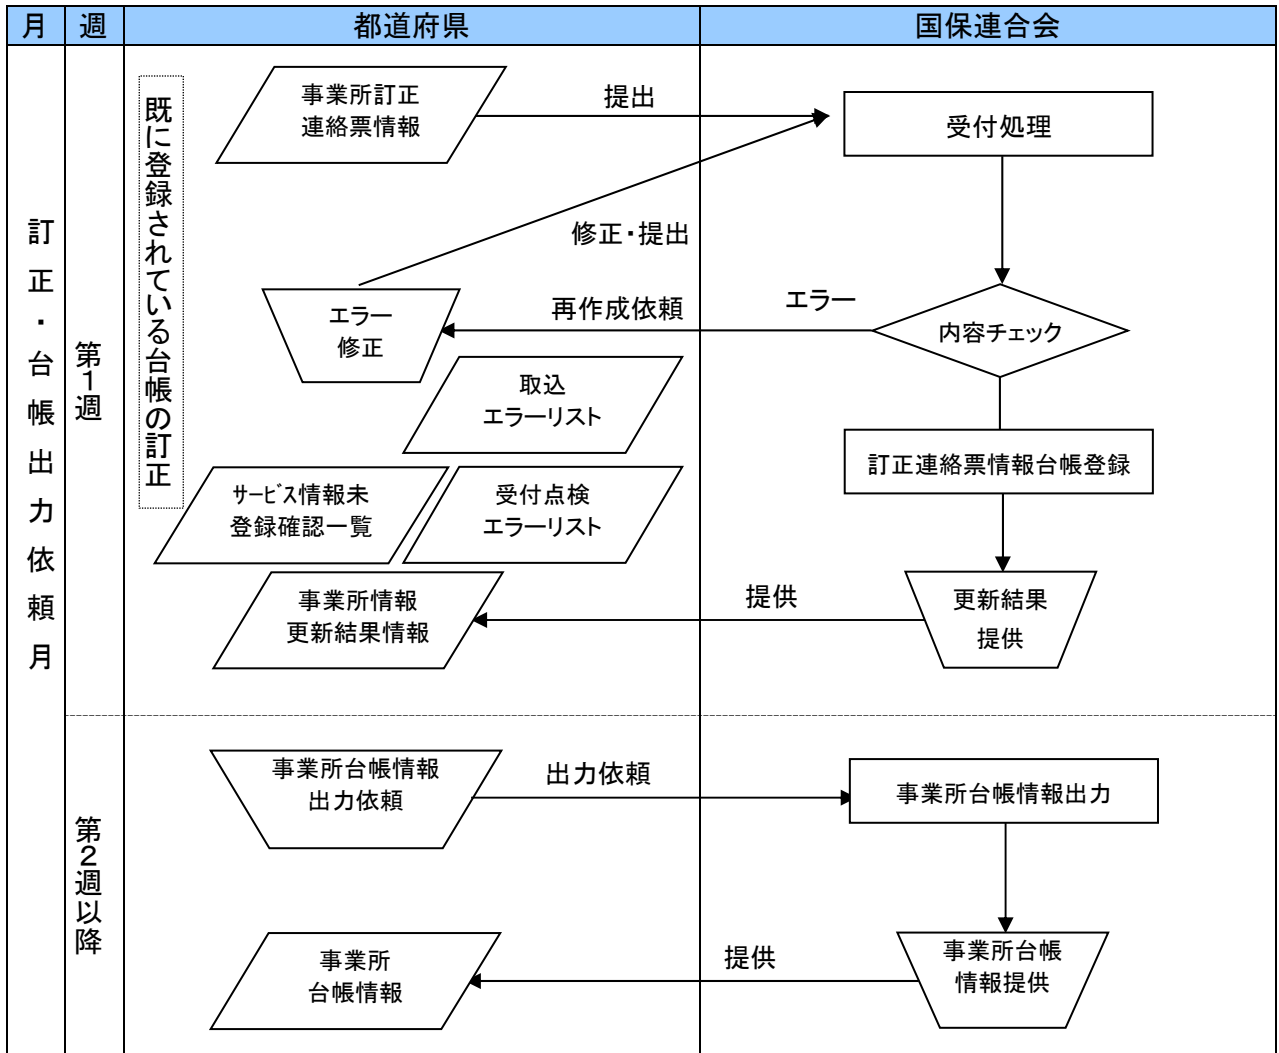 月
週
都道府県
国保連合会
訂正・台帳出力依頼月
第1週
既に登録されている台帳の訂正
事業所訂正
連絡票情報
提出
受付処理
修正・提出
エラー
修正
再作成依頼
エラー
内容チェック
取込
エラーリスト
訂正連絡票情報台帳登録
サービス情報未
登録確認一覧
受付点検
エラーリスト
事業所情報
更新結果情報
提供
更新結果
提供
第2週以降
事業所台帳情報
出力依頼
出力依頼
事業所台帳情報出力
事業所
台帳情報
提供
事業所台帳
情報提供